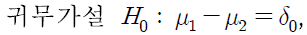 귀무가설 H₀ : μ₁ − μ₂ = δ₀,